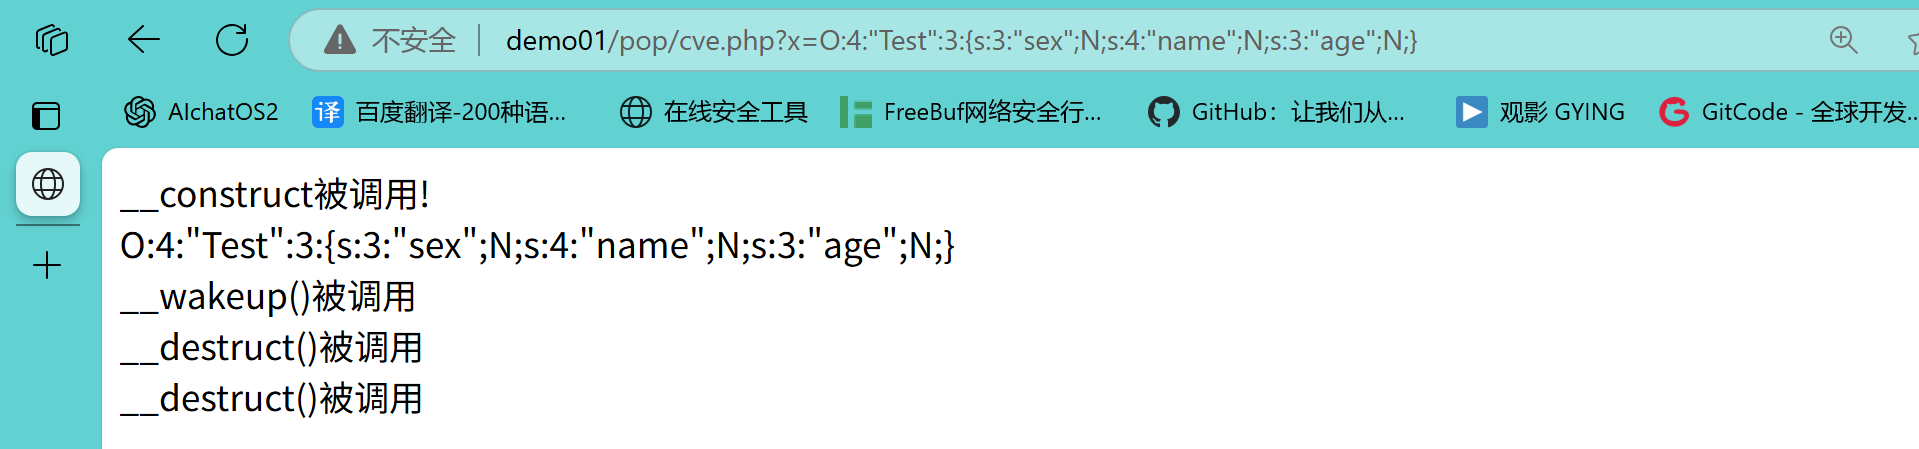 不安全 demo01/pop/cve.php?x=O:4:"Test":3:{s:3:"sex";N;s:4:"name";N;s:3:"age";N;}
AIchatOS2 译 百度翻译-200种语... 在线安全工具 FreeBuf网络安全行... GitHub：让我们从... 观影 GYING GitCode - 全球开发...
__construct被调用!
O:4:"Test":3:{s:3:"sex";N;s:4:"name";N;s:3:"age";N;}
__wakeup()被调用
__destruct()被调用
__destruct()被调用